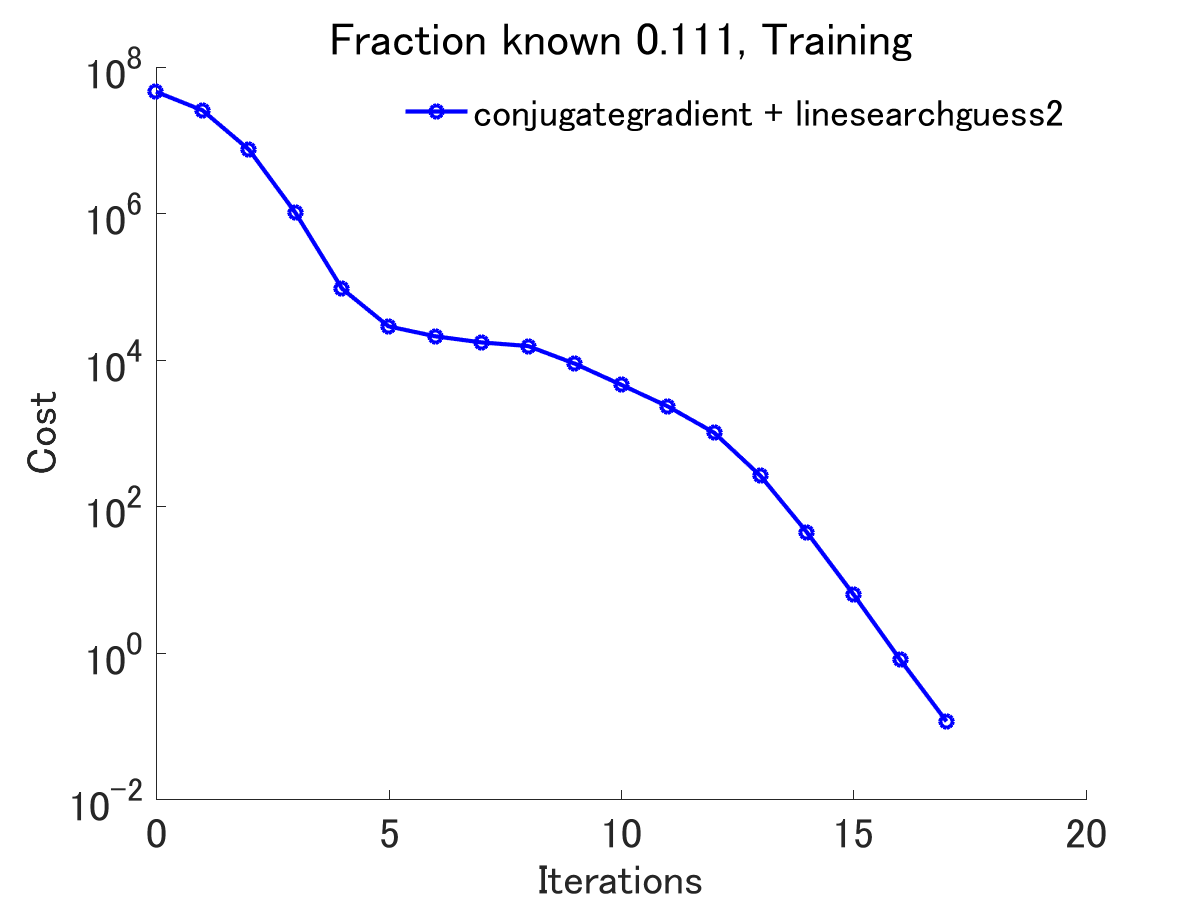 Fraction known 0.111, Training
conjugategradient + linesearchguess2
10^8
10^6
10^4
10^2
10^0
10^-2
Cost
0 5 10 15 20
Iterations